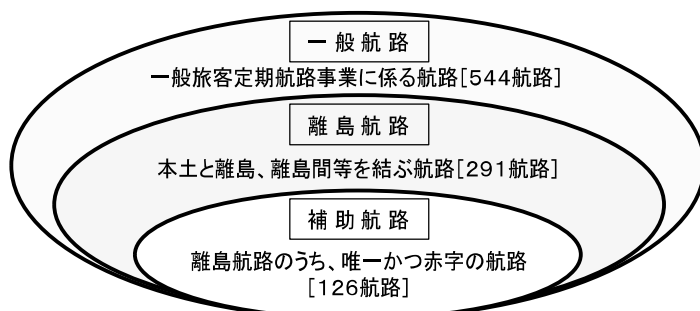 一般航路
一般旅客定期航路事業に係る航路[544航路]
離島航路
本土と離島、離島間等を結ぶ航路[291航路]
補助航路
離島航路のうち、唯一かつ赤字の航路
[126航路]